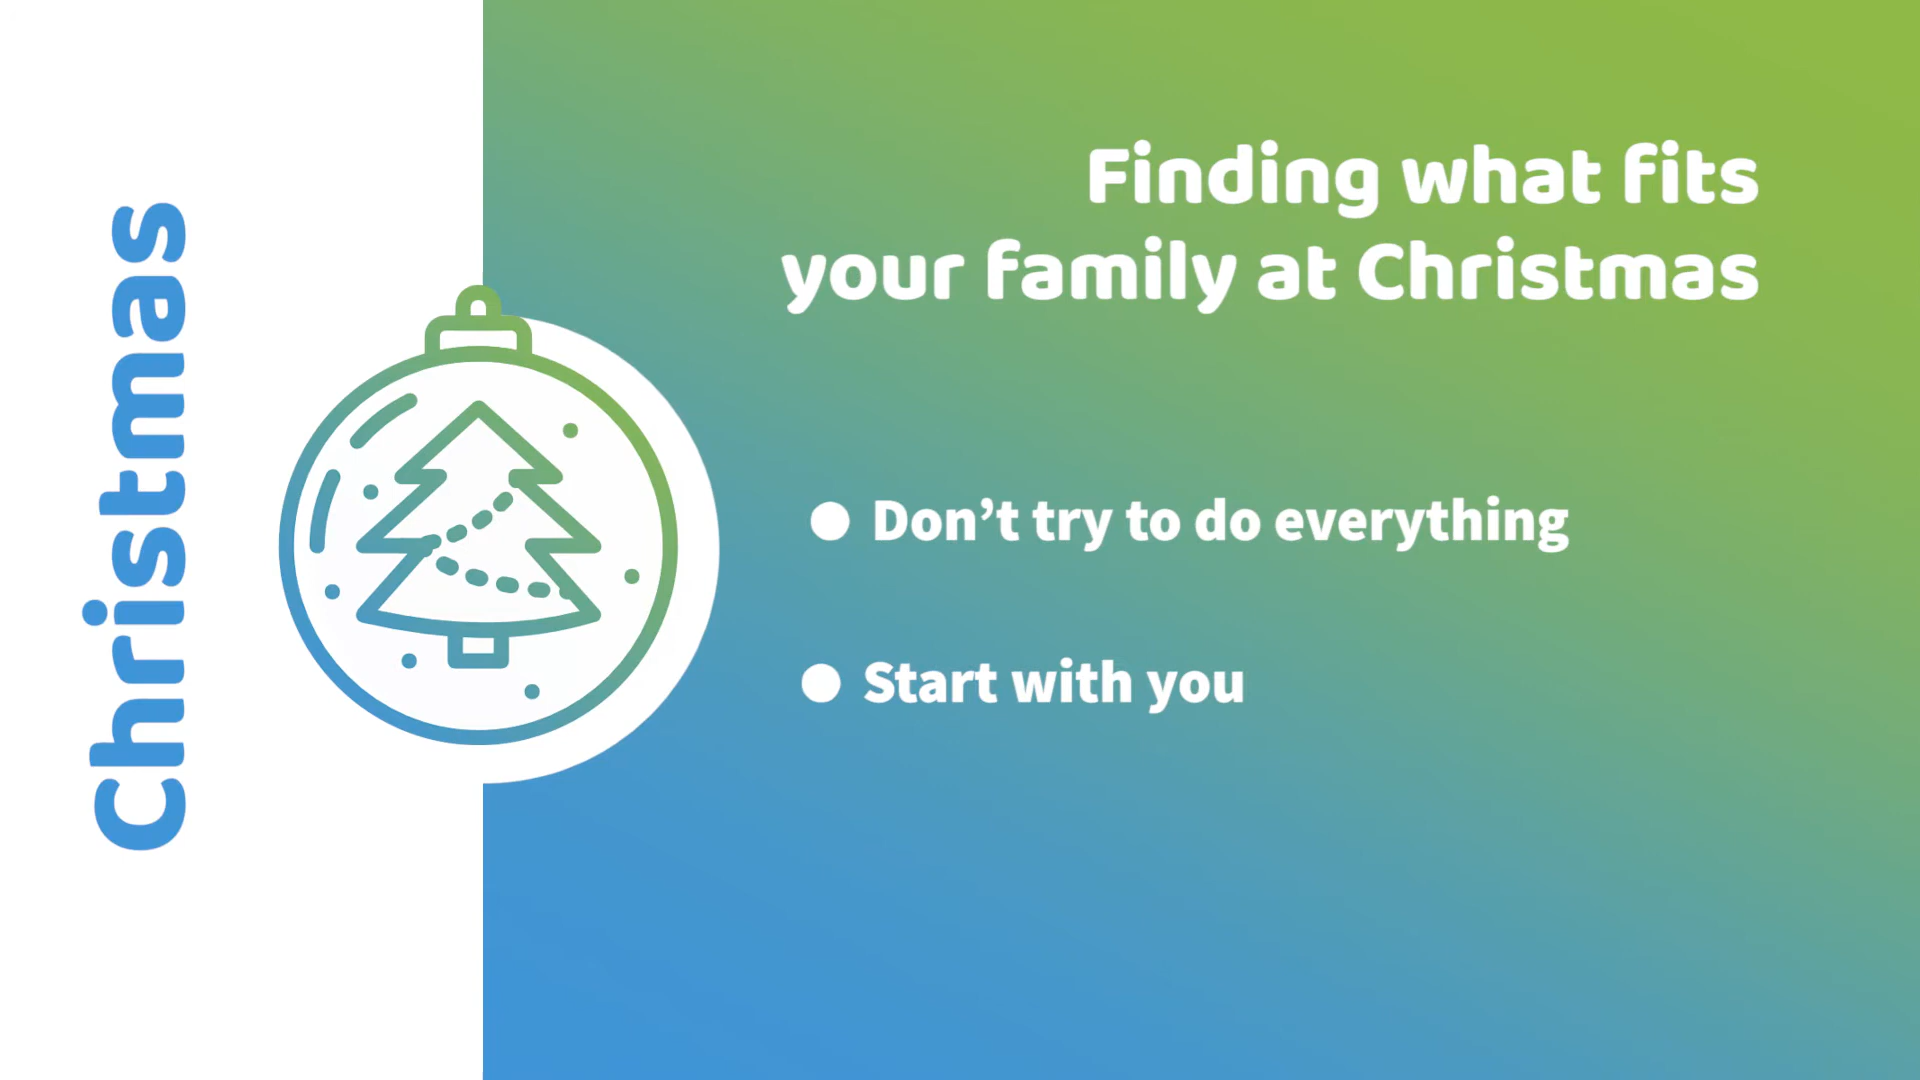 Christmas
Finding what fits
your family at Christmas
● Don’t try to do everything
● Start with you